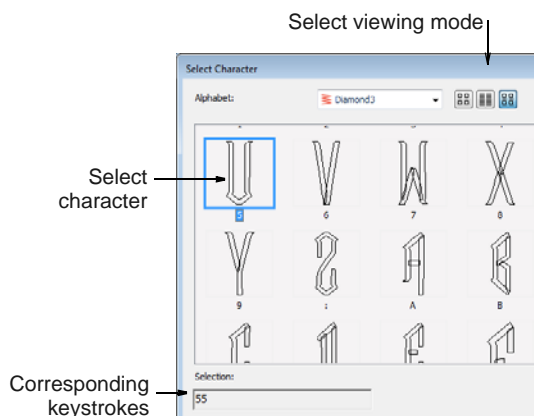 Select viewing mode
Select Character
Alphabet:
Diamond3
U V W X
5 6 7 8
Select
character
Y Z A B
9 : A B
Selection:
55
Corresponding
keystrokes